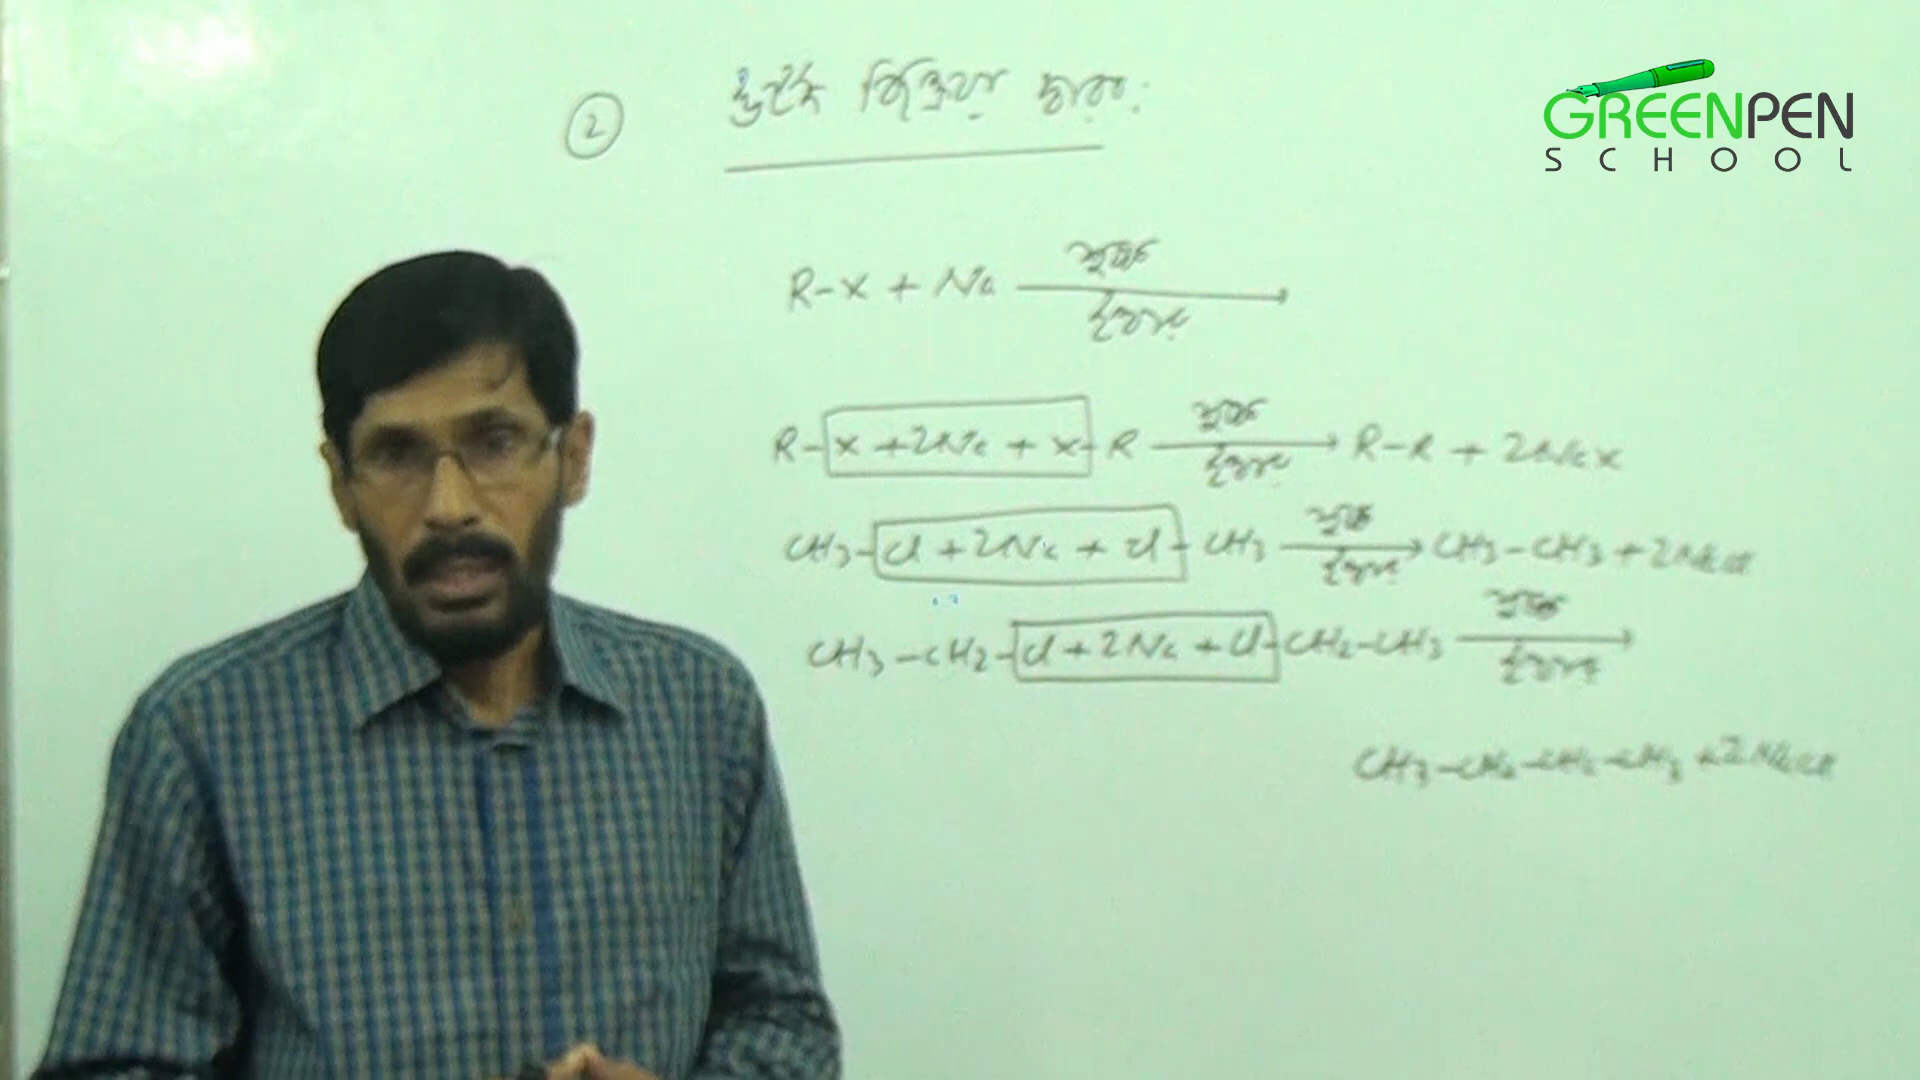 GREENPEN
SCHOOL
② উর্টজ বিক্রিয়া দ্বারাঃ
R-X + Na শুষ্ক ইথার →
R-X + 2Na + X-R শুষ্ক ইথার → R-R + 2NaX
CH3-Cl + 2Na + Cl-CH3 শুষ্ক ইথার → CH3-CH3 + 2NaCl
CH3-CH2-Cl + 2Na + Cl-CH2-CH3 শুষ্ক ইথার →
CH3-CH2-CH2-CH3 + 2NaCl